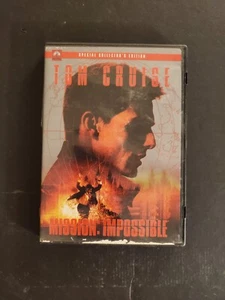 SPECIAL COLLECTOR'S EDITION
TOM CRUISE
MISSION: IMPOSSIBLE